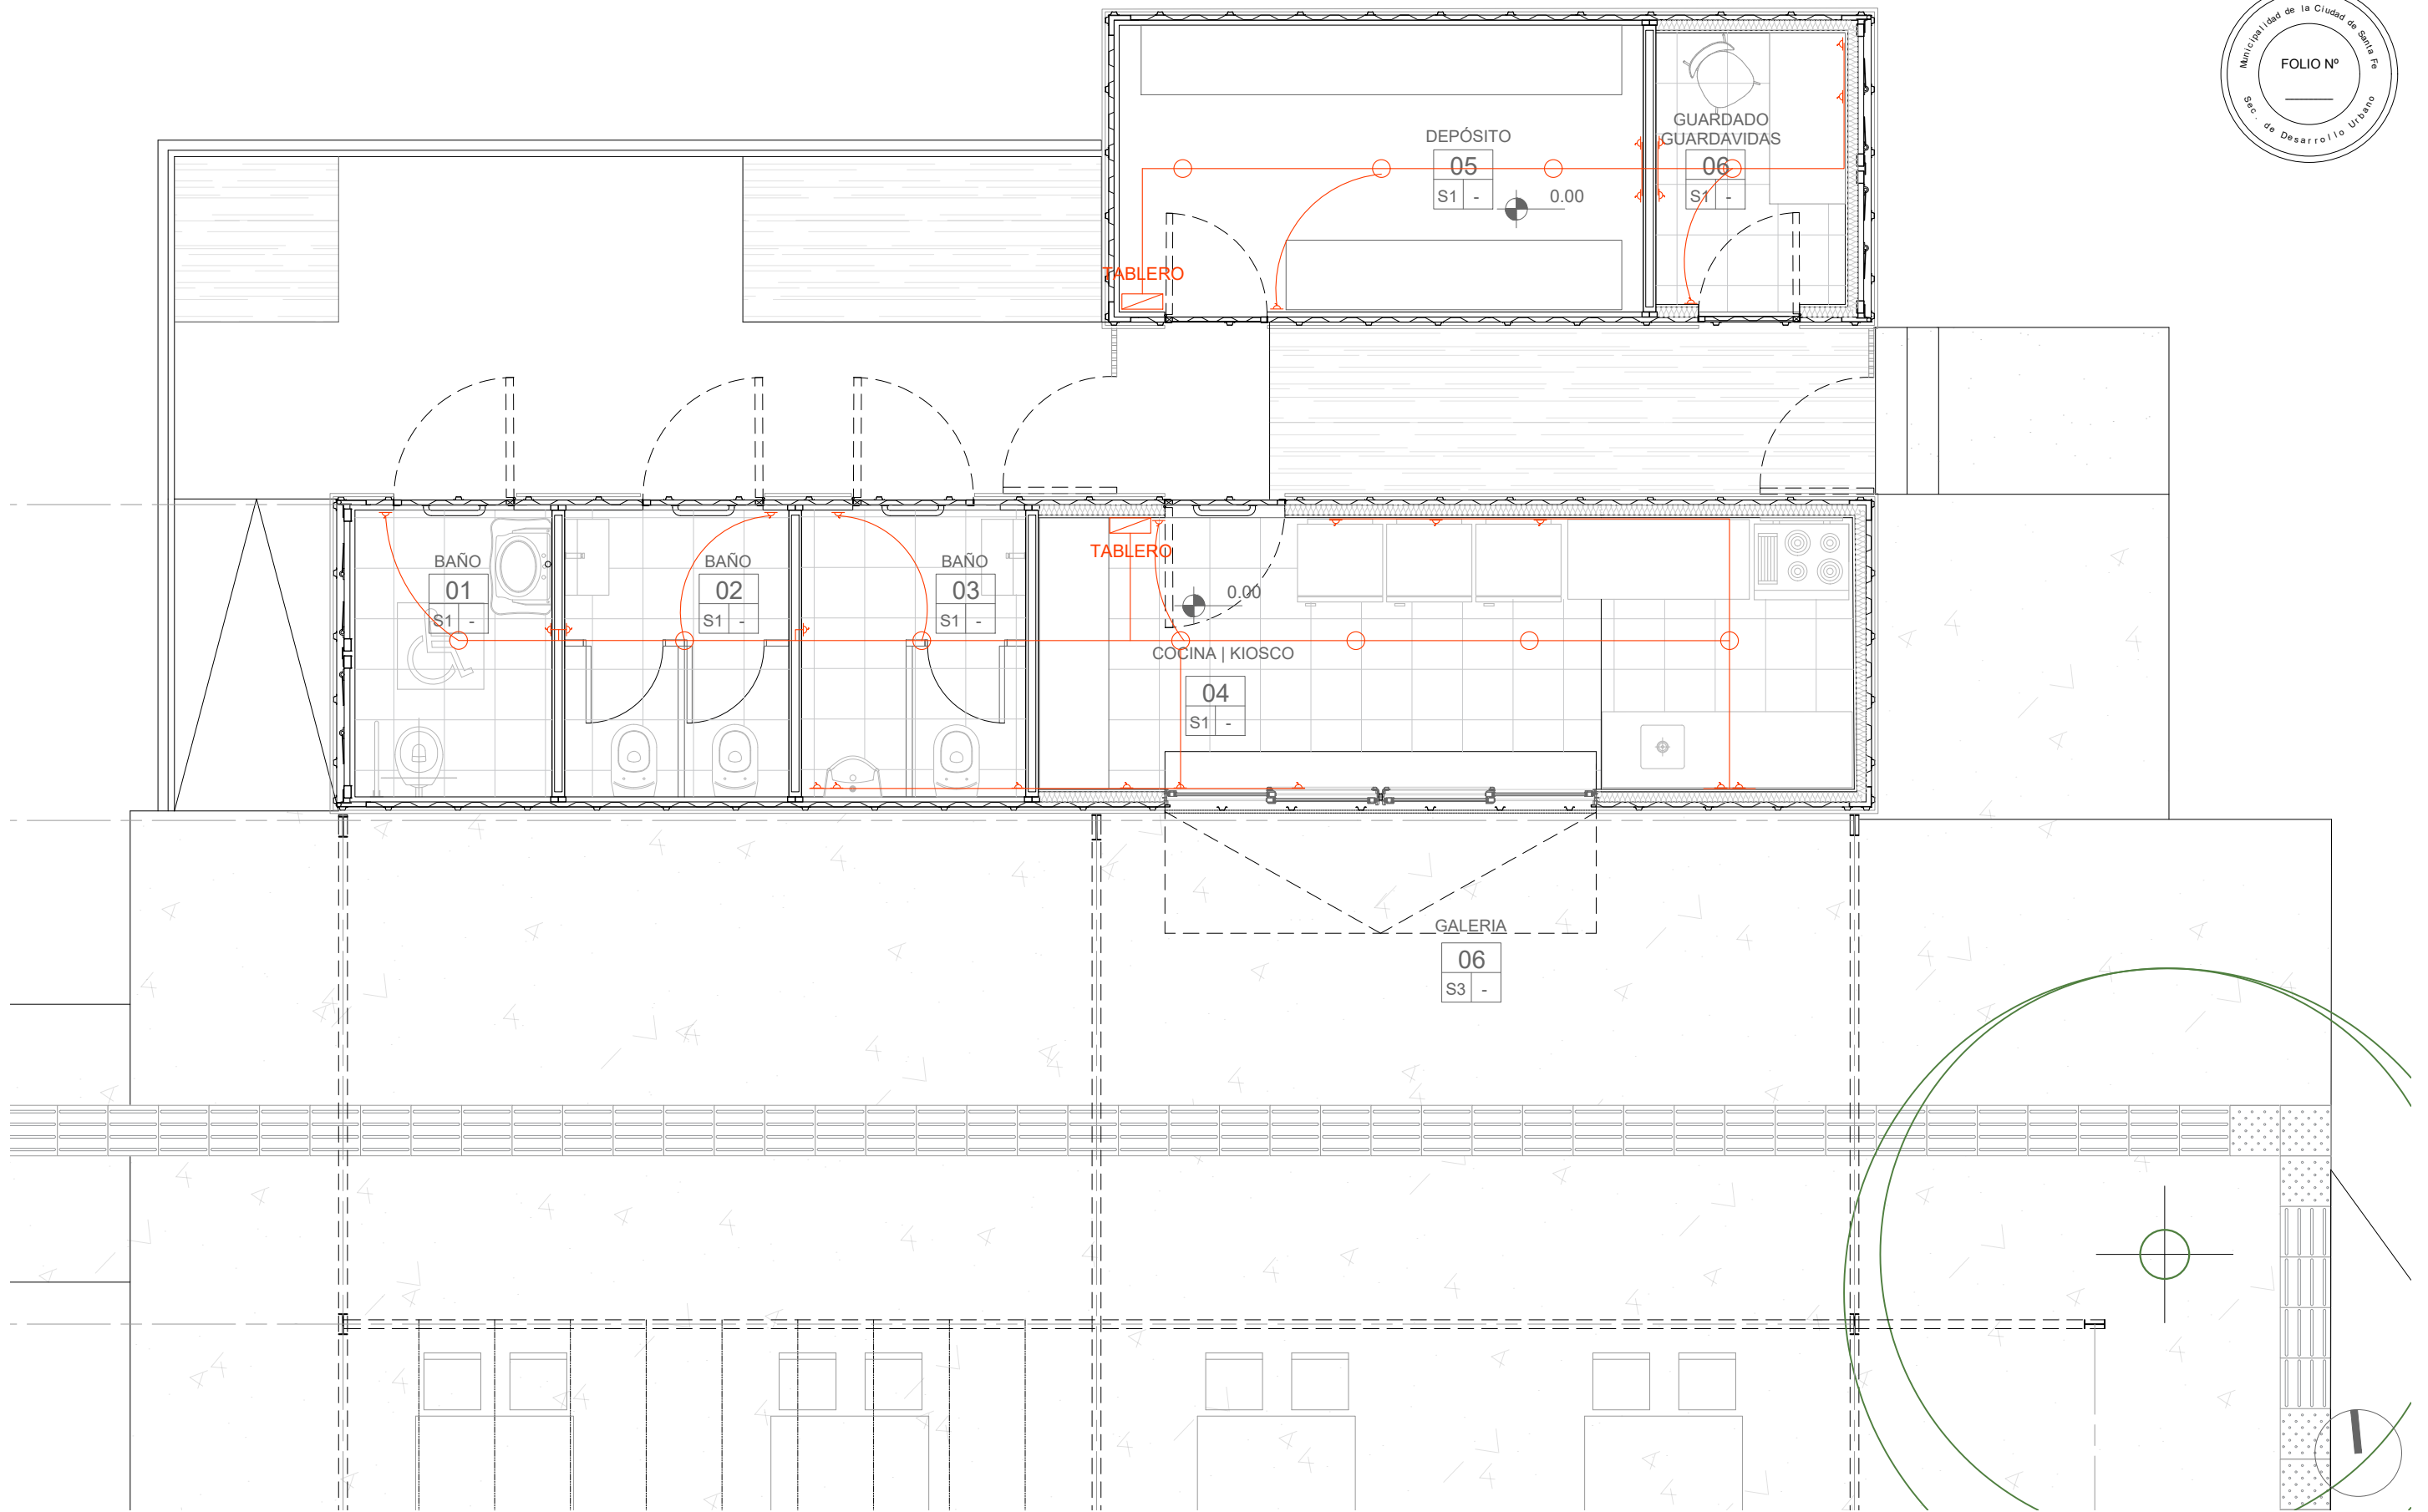 Municipalidad de la Ciudad de Santa Fe
FOLIO Nº
Sec. de Desarrollo Urbano
DEPÓSITO
05
S1 -
0.00
GUARDADO
GUARDAVIDAS
06
S1 -
TABLERO
BAÑO
01
S1 -
BAÑO
02
S1 -
BAÑO
03
S1 -
TABLERO
0.00
COCINA | KIOSCO
04
S1 -
GALERIA
06
S3 -